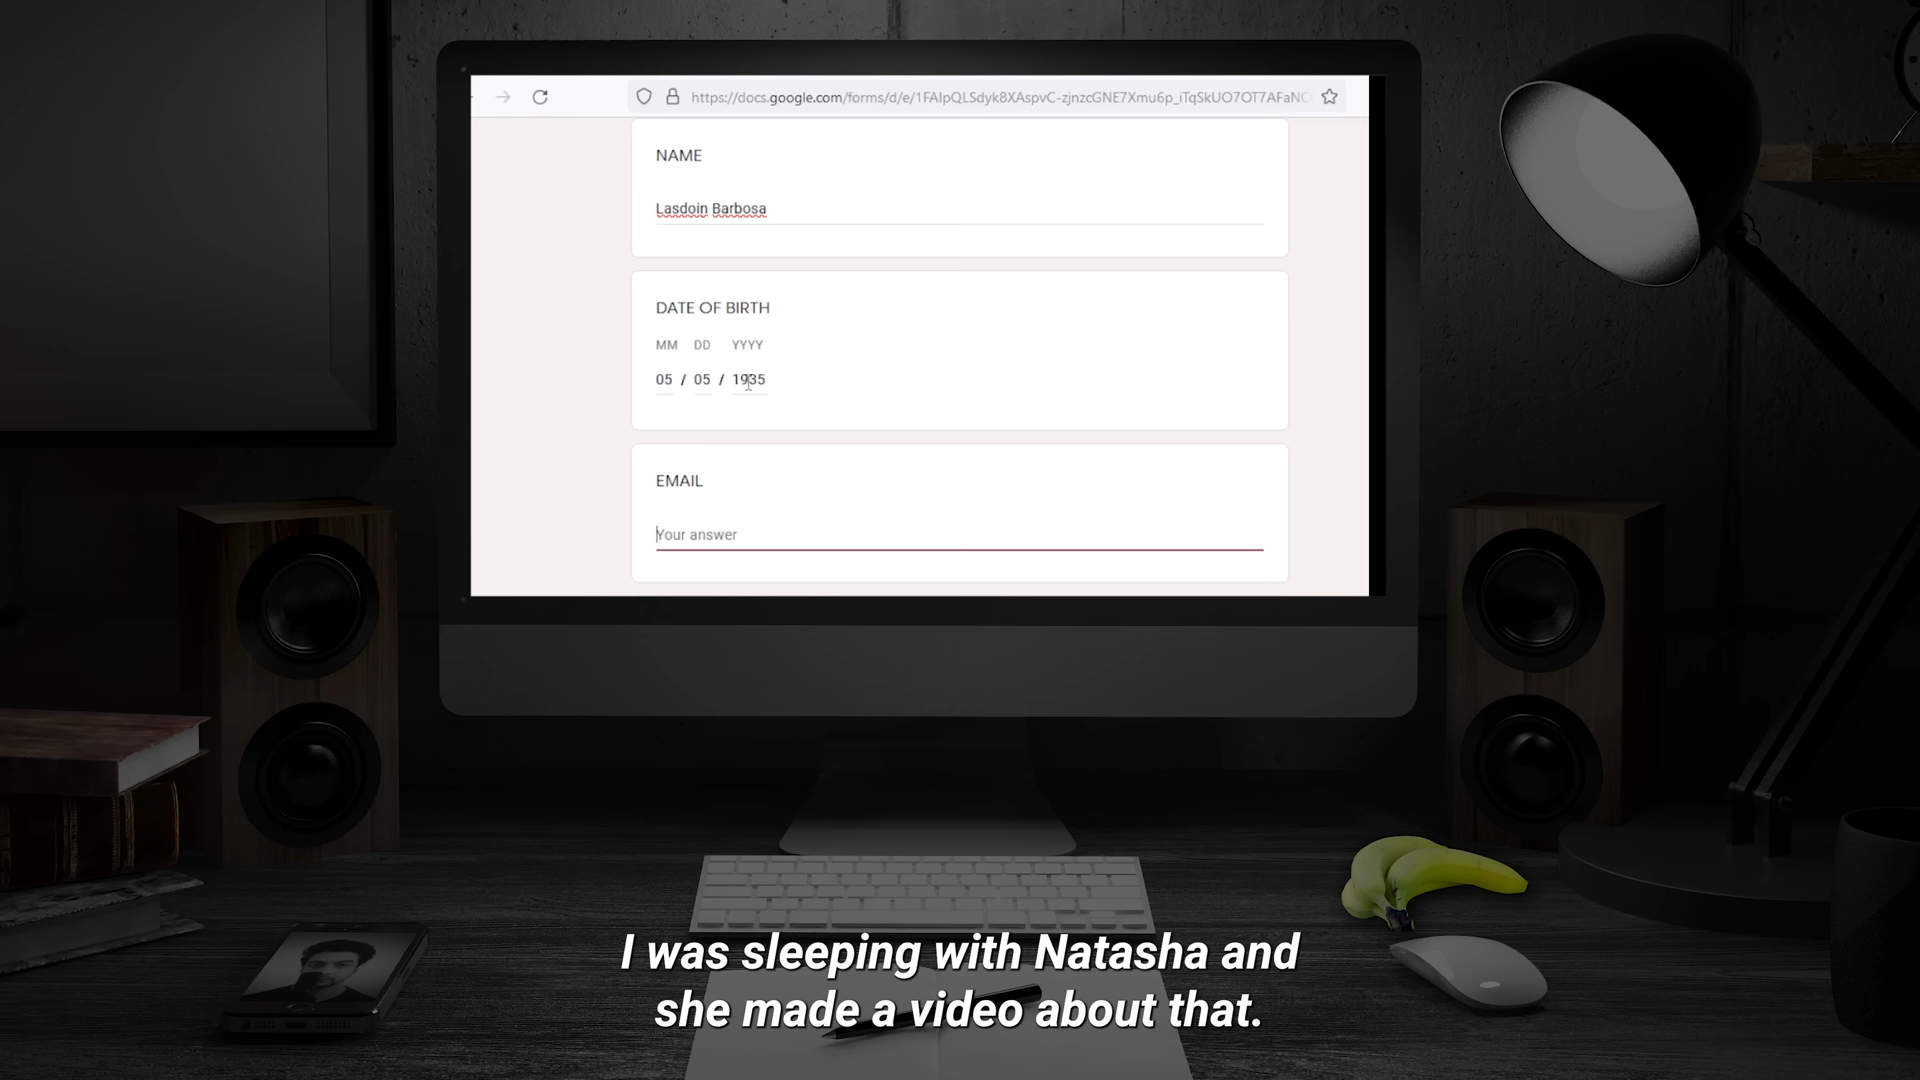 https://docs.google.com/forms/d/e/1FAIpQLSdyk8XAspvC-zjnzcGNE7Xmu6p_iTqSkUO7OT7AFaNC
NAME
Lasdoin Barbosa
DATE OF BIRTH
MM DD YYYY
05 / 05 / 1935
EMAIL
Your answer
I was sleeping with Natasha and
she made a video about that.